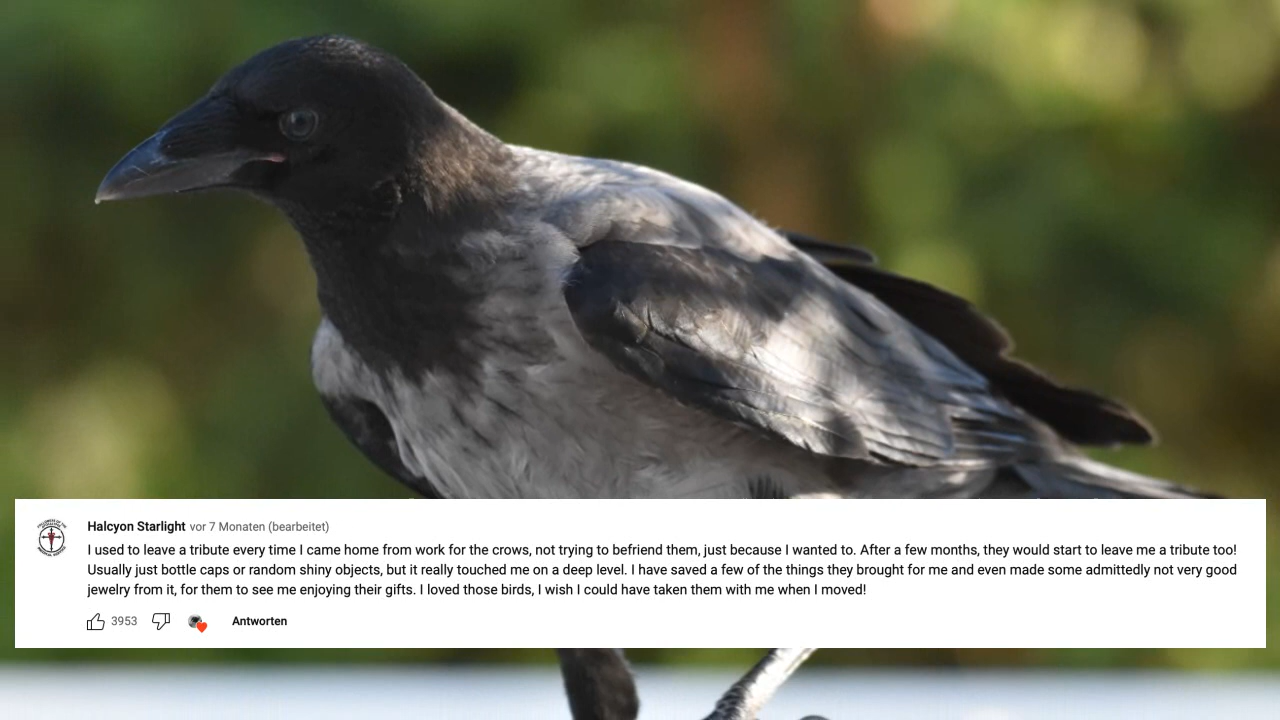 Halcyon Starlight vor 7 Monaten (bearbeitet)
I used to leave a tribute every time I came home from work for the crows, not trying to befriend them, just because I wanted to. After a few months, they would start to leave me a tribute too!
Usually just bottle caps or random shiny objects, but it really touched me on a deep level. I have saved a few of the things they brought for me and even made some admittedly not very good
jewelry from it, for them to see me enjoying their gifts. I loved those birds, I wish I could have taken them with me when I moved!
3953 Antworten